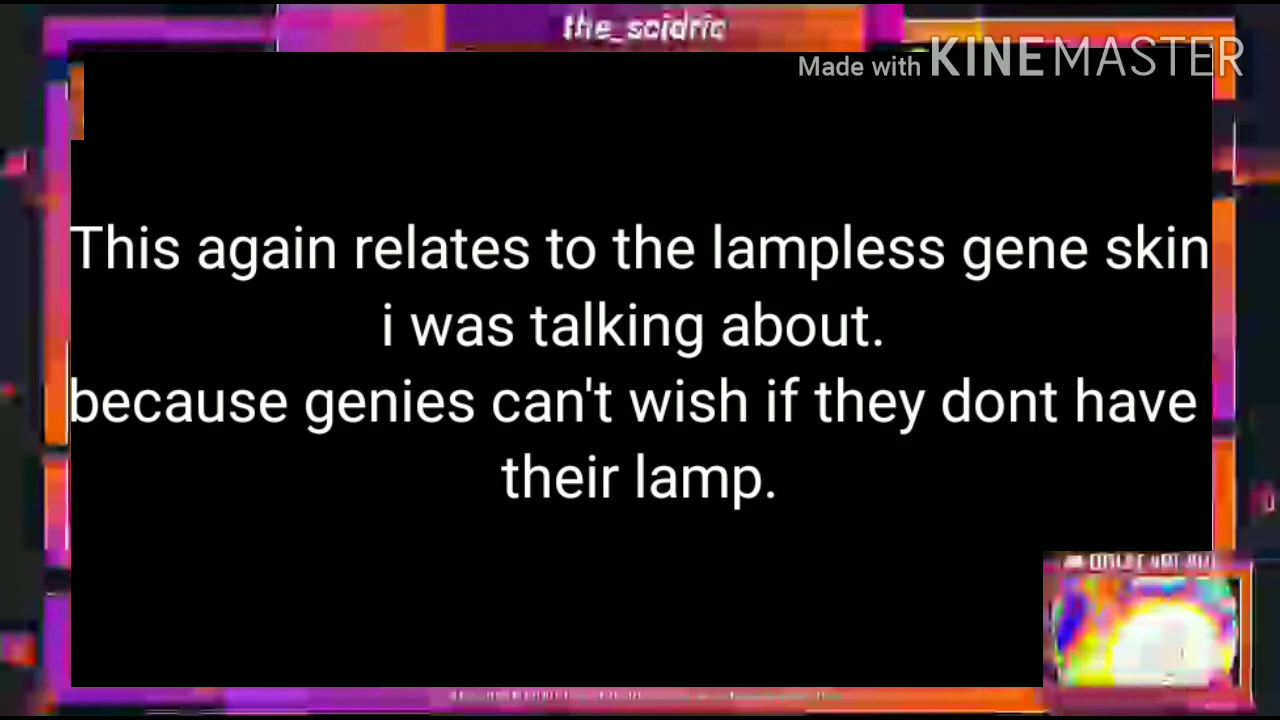 the_scidric
Made with KINEMASTER
This again relates to the lampless gene skin
i was talking about.
because genies can't wish if they dont have
their lamp.